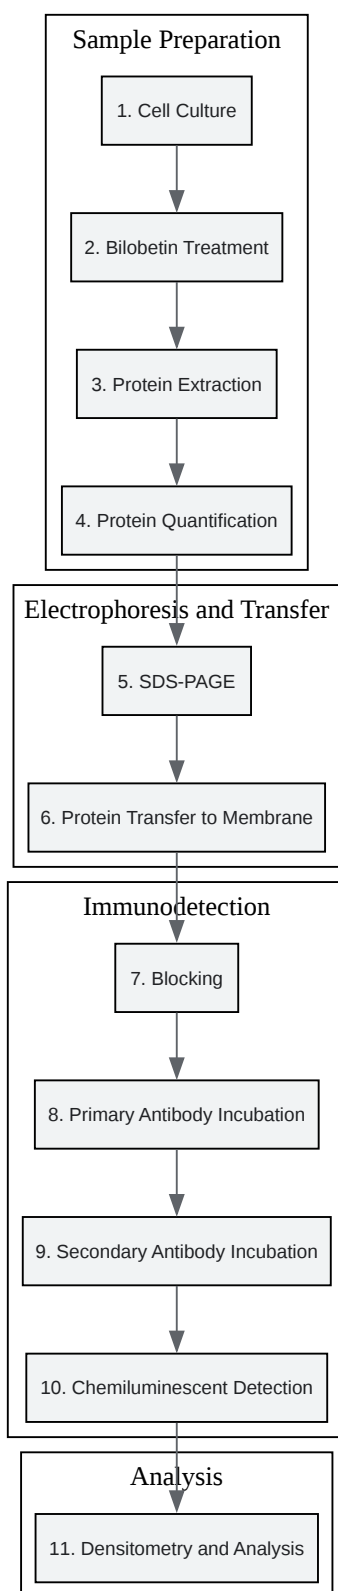 Sample Preparation
1. Cell Culture
2. Bilobetin Treatment
3. Protein Extraction
4. Protein Quantification
Electrophoresis and Transfer
5. SDS-PAGE
6. Protein Transfer to Membrane
Immunodetection
7. Blocking
8. Primary Antibody Incubation
9. Secondary Antibody Incubation
10. Chemiluminescent Detection
Analysis
11. Densitometry and Analysis